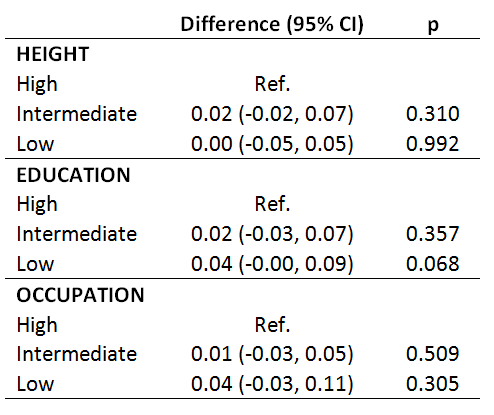 Difference (95% CI) p
HEIGHT
High Ref.
Intermediate 0.02 (-0.02, 0.07) 0.310
Low 0.00 (-0.05, 0.05) 0.992
EDUCATION
High Ref.
Intermediate 0.02 (-0.03, 0.07) 0.357
Low 0.04 (-0.00, 0.09) 0.068
OCCUPATION
High Ref.
Intermediate 0.01 (-0.03, 0.05) 0.509
Low 0.04 (-0.03, 0.11) 0.305